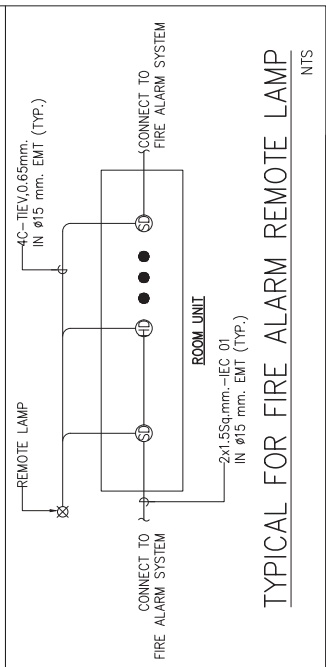 REMOTE LAMP
4C-TIEV,0.65mm.
IN ø15 mm. EMT (TYP.)
CONNECT TO
FIRE ALARM SYSTEM
SD
HD
SD
CONNECT TO
FIRE ALARM SYSTEM
ROOM UNIT
2x1.5Sq.mm.-IEC 01
IN ø15 mm. EMT (TYP.)
TYPICAL FOR FIRE ALARM REMOTE LAMP
NTS